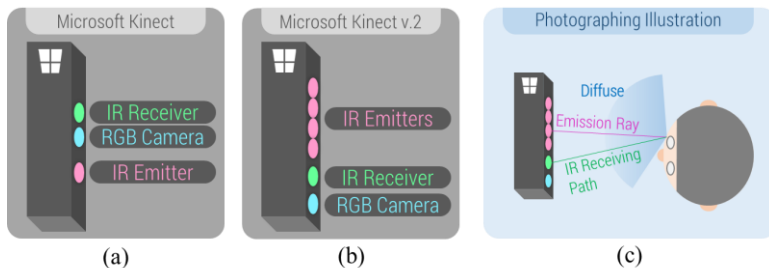 Microsoft Kinect
IR Receiver
RGB Camera
IR Emitter
(a)
Microsoft Kinect v.2
IR Emitters
IR Receiver
RGB Camera
(b)
Photographing Illustration
Diffuse
Emission Ray
IR Receiving
Path
(c)